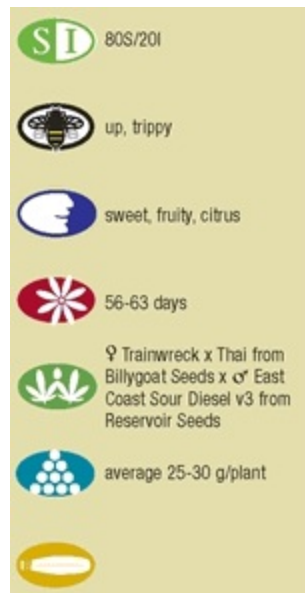 S I
80S/20I
up, trippy
sweet, fruity, citrus
56-63 days
♀ Trainwreck x Thai from
Billygoat Seeds x ♂ East
Coast Sour Diesel v3 from
Reservoir Seeds
average 25-30 g/plant